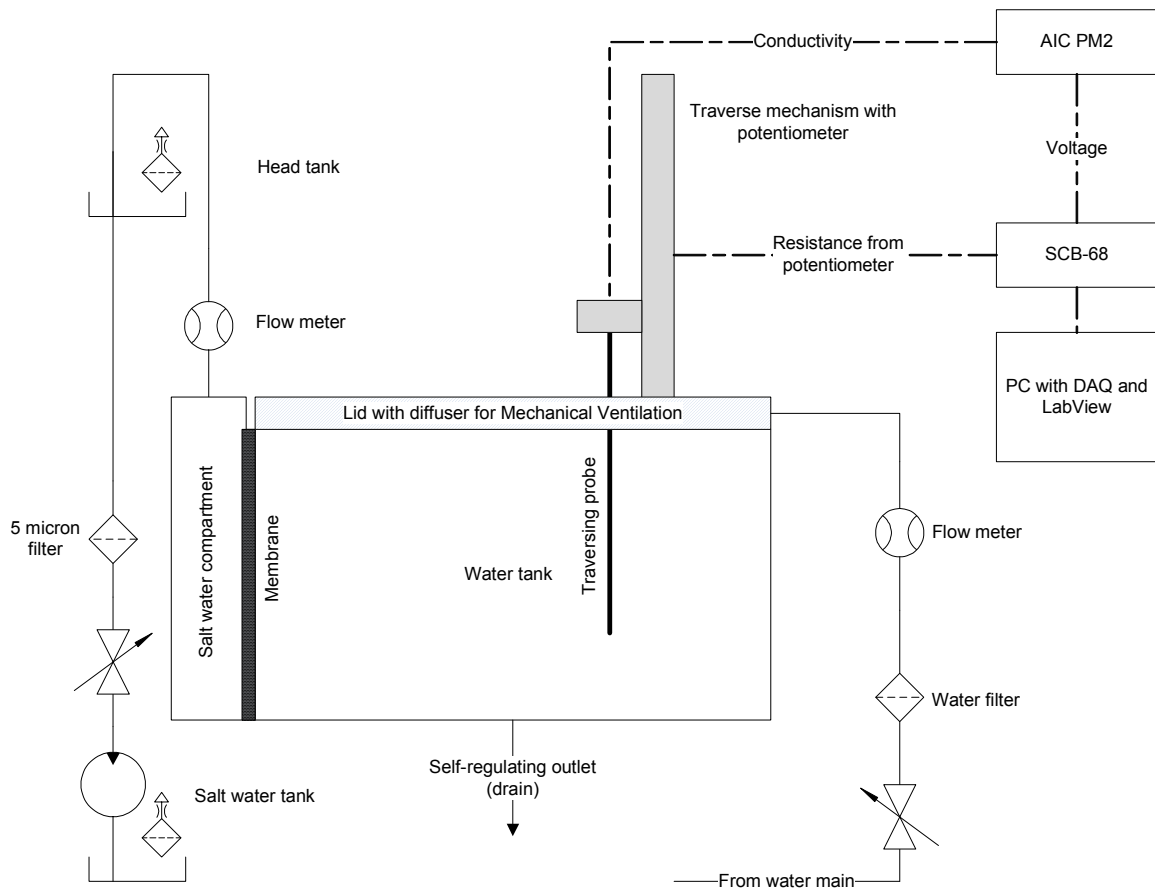 Conductivity
AIC PM2
Traverse mechanism with
potentiometer
Voltage
Head tank
Resistance from
potentiometer
SCB-68
Flow meter
PC with DAQ and
LabView
Lid with diffuser for Mechanical Ventilation
5 micron
filter
Salt water compartment
Membrane
Water tank
Traversing probe
Flow meter
Water filter
Self-regulating outlet
(drain)
Salt water tank
From water main